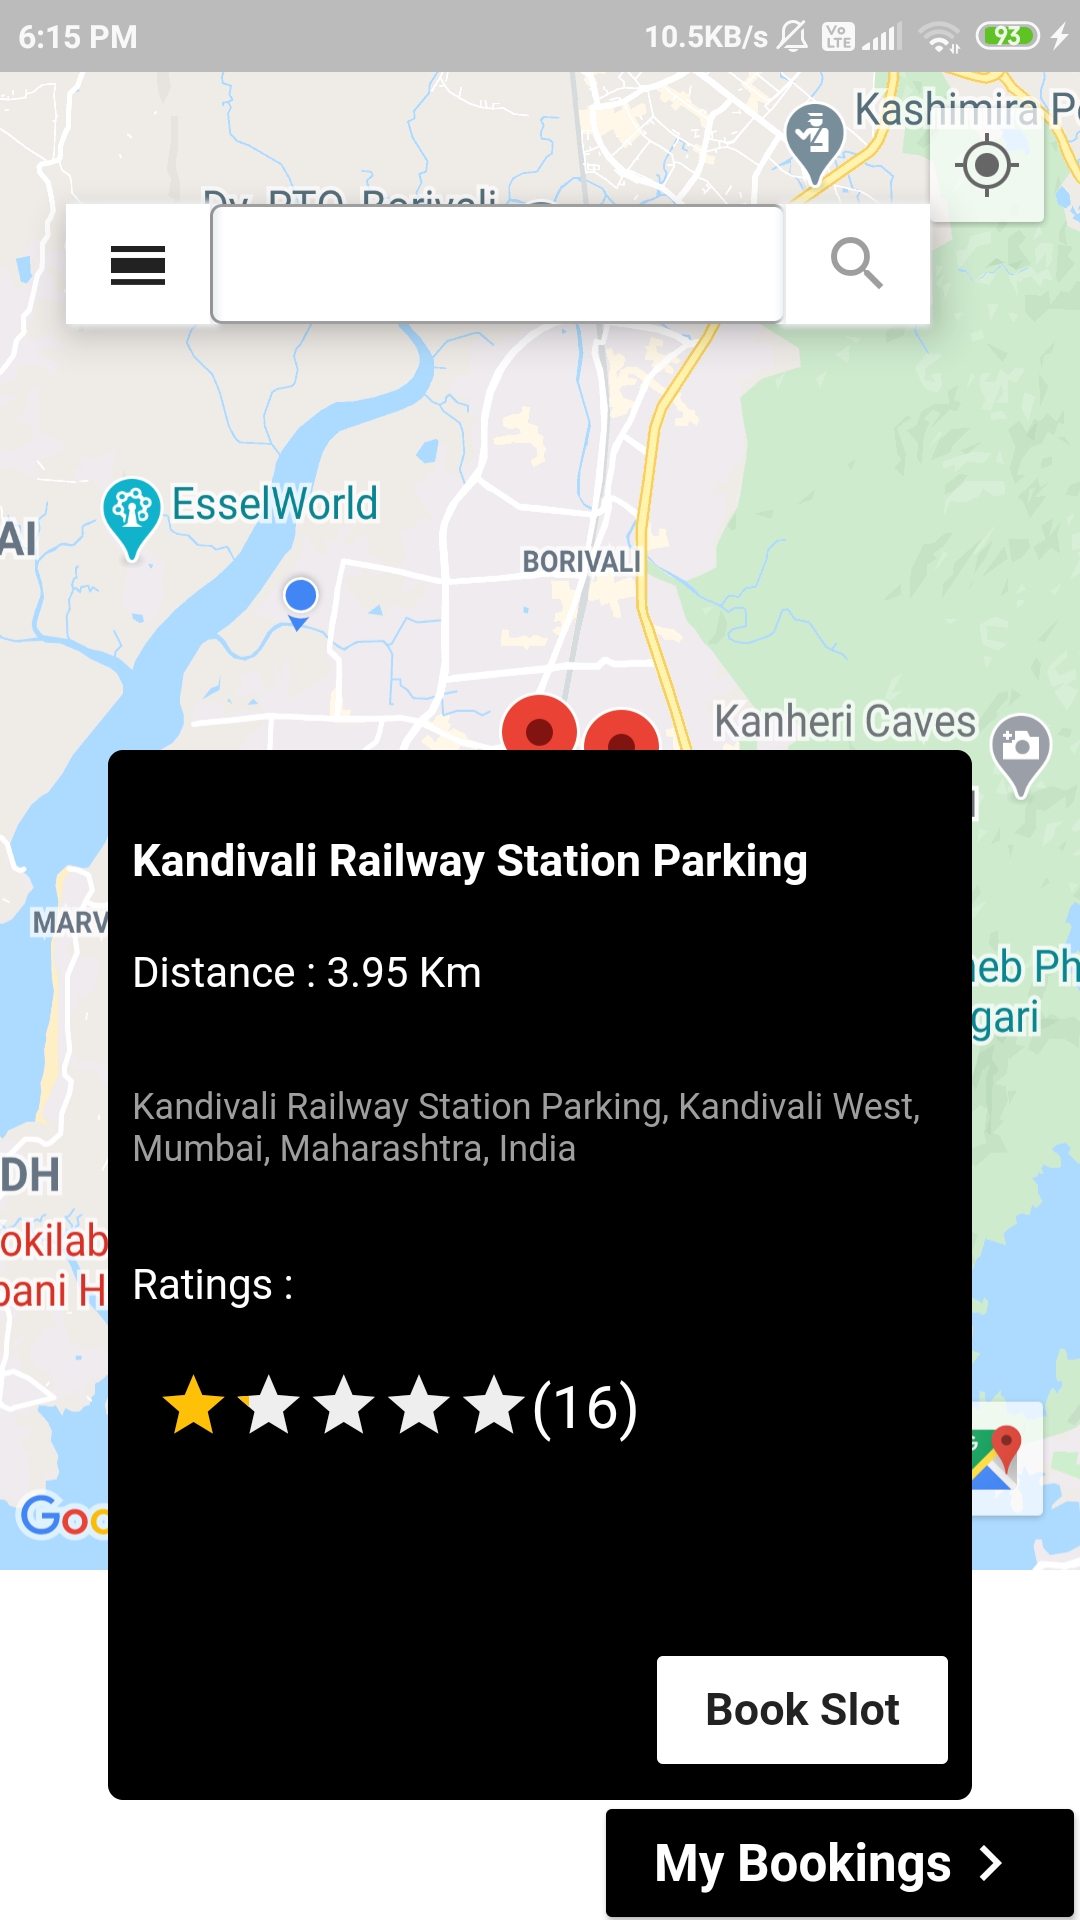 6:15 PM
10.5KB/s
Vo LTE
93
Kashimira
Dy. RTO, Borivali
EsselWorld
AI
BORIVALI
Kanheri Caves
MARV
Kandivali Railway Station Parking
Distance : 3.95 Km
eb Ph
gari
Kandivali Railway Station Parking, Kandivali West,
Mumbai, Maharashtra, India
DH
okilab
bani H
Ratings :
(16)
Goo
Book Slot
My Bookings